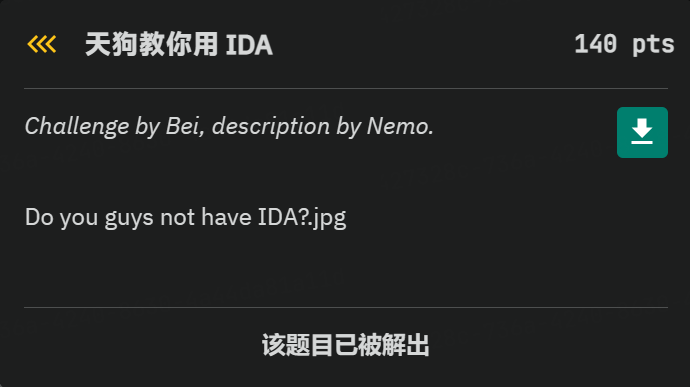 天狗教你用 IDA
140 pts
Challenge by Bei, description by Nemo.
Do you guys not have IDA?.jpg
该题目已被解出